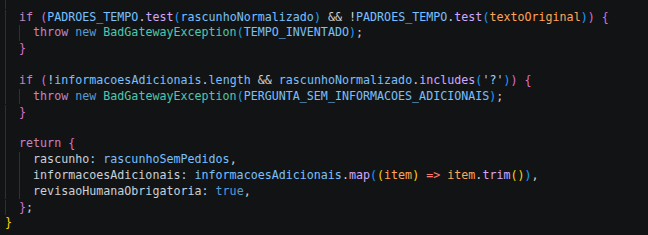 if (PADROES_TEMPO.test(rascunhoNormalizado) && !PADROES_TEMPO.test(textoOriginal)) {
throw new BadGatewayException(TEMPO_INVENTADO);
}
if (!informacoesAdicionais.length && rascunhoNormalizado.includes('?')) {
throw new BadGatewayException(PERGUNTA_SEM_INFORMACOES_ADICIONAIS);
}
return {
rascunho: rascunhoSemPedidos,
informacoesAdicionais: informacoesAdicionais.map((item) => item.trim()),
revisaoHumanaObrigatoria: true,
};
}